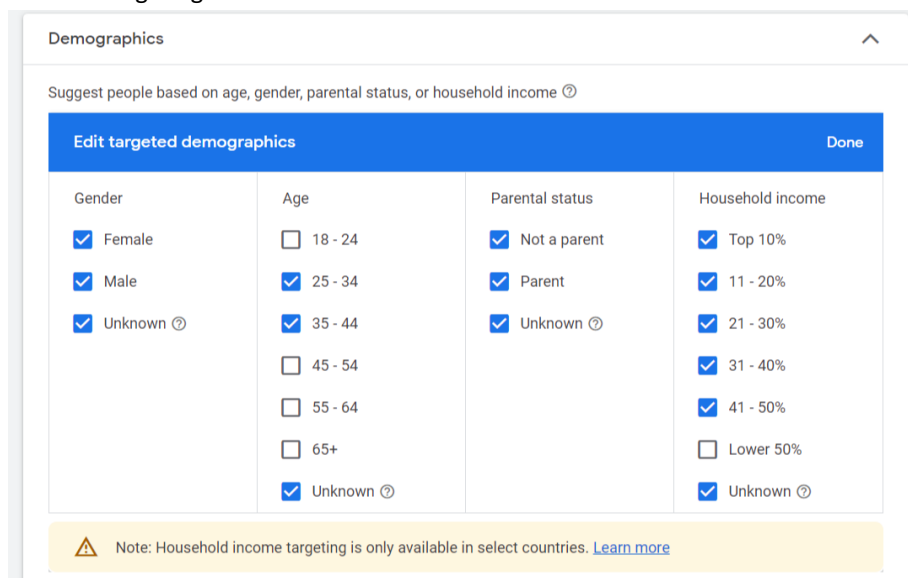 Demographics
Suggest people based on age, gender, parental status, or household income
Edit targeted demographics
Done
Gender
Female
Male
Unknown
Age
18 - 24
25 - 34
35 - 44
45 - 54
55 - 64
65+
Unknown
Parental status
Not a parent
Parent
Unknown
Household income
Top 10%
11 - 20%
21 - 30%
31 - 40%
41 - 50%
Lower 50%
Unknown
Note: Household income targeting is only available in select countries. Learn more